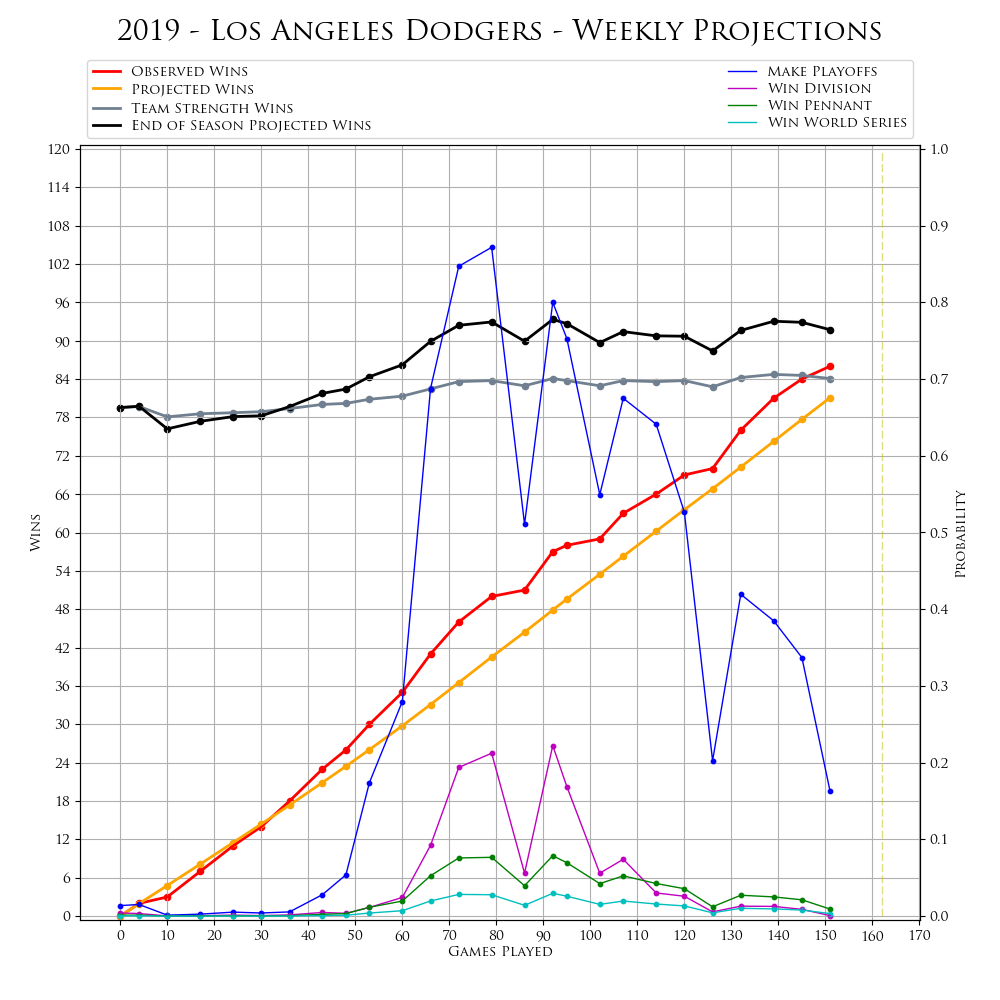 2019 - Los Angeles Dodgers - Weekly Projections
Observed Wins
Projected Wins
Team Strength Wins
End of Season Projected Wins
Make Playoffs
Win Division
Win Pennant
Win World Series
120
114
108
102
96
90
84
78
72
66
60
54
48
42
36
30
24
18
12
6
0
Wins
1.0
0.9
0.8
0.7
0.6
0.5
0.4
0.3
0.2
0.1
0.0
Probability
0 10 20 30 40 50 60 70 80 90 100 110 120 130 140 150 160 170
Games Played